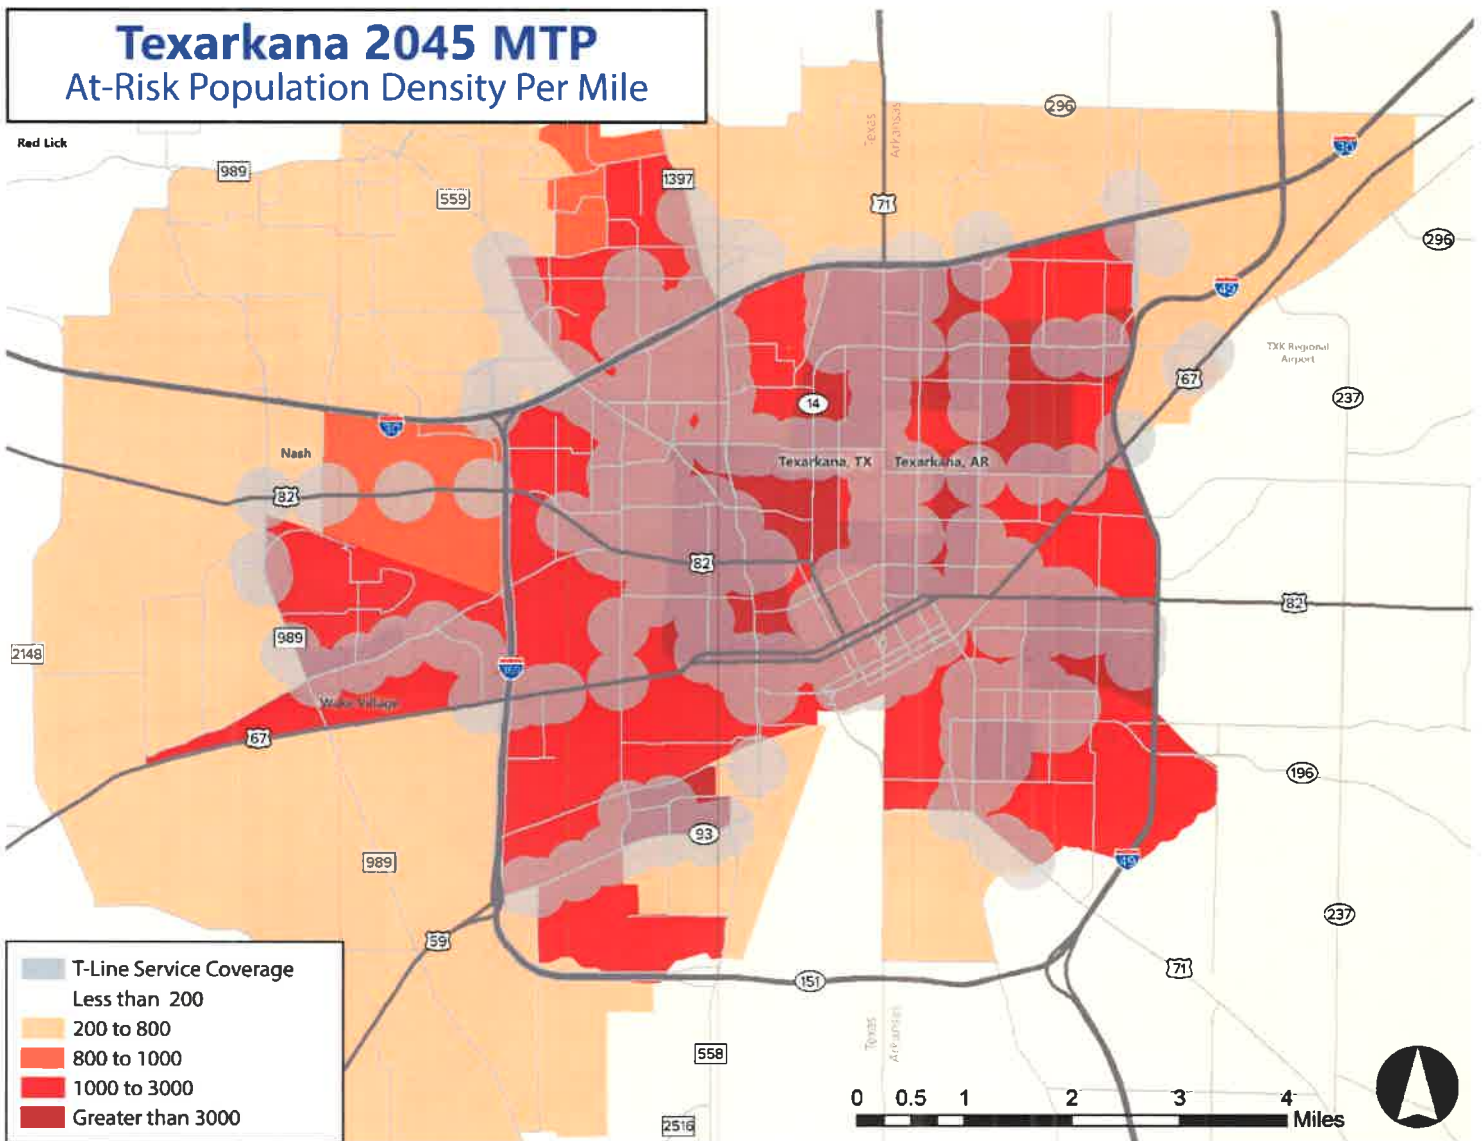 Texarkana 2045 MTP
At-Risk Population Density Per Mile
Red Lick
989
559
1397
Texas
Arkansas
71
296
30
296
49
TXK Regional
Airport
67
237
14
30
Nash
82
Texarkana, TX
Texarkana, AR
82
82
989
2148
Wake Village
67
196
93
989
49
237
59
71
151
Texas
Arkansas
558
2516
T-Line Service Coverage
Less than 200
200 to 800
800 to 1000
1000 to 3000
Greater than 3000
0 0.5 1 2 3 4
Miles